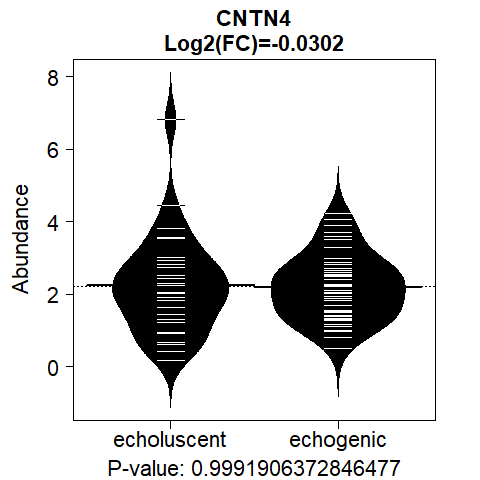 CNTN4
Log2(FC)=-0.0302
Abundance
8
6
4
2
0
echoluscent echogenic
P-value: 0.9991906372846477